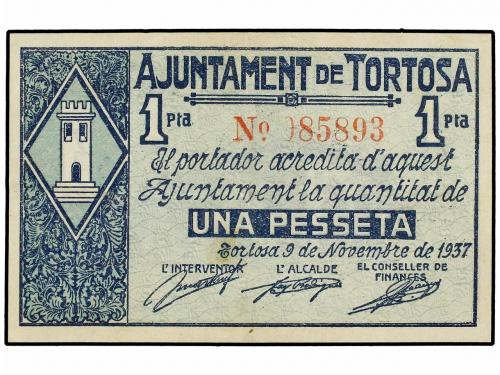 AJUNTAMENT DE TORTOSA
1 Pta
Nº 085893
1 Pta
El portador acredita d'aquest
Ajuntament la quantitat de
UNA PESSETA
Tortosa 9 de Novembre de 1937
L'INTERVENTOR L'ALCALDE EL CONSELLER DE
FINANCES